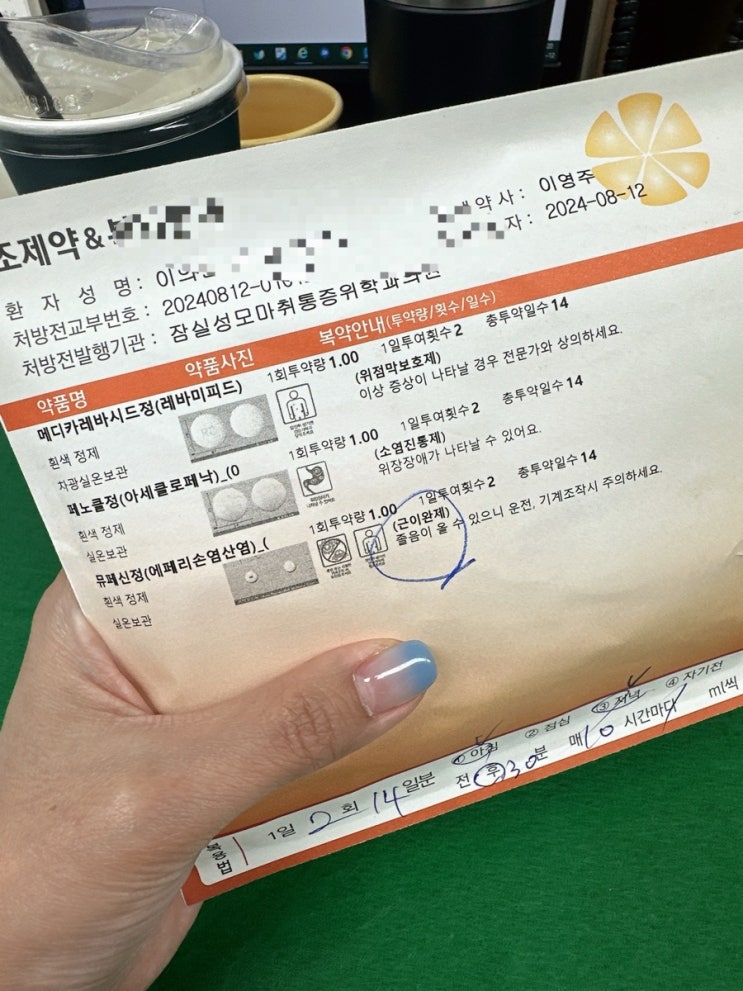 조제약 &
약사 : 이영주
자 : 2024-08-12
환 자 성 명 :
처방전교부번호 : 20240812-
처방전발행기관 : 잠실성모마취통증의학과의원
약품명 약품사진 복약안내(투약량/횟수/일수)
메디카레바시드정(레바미피드)
흰색 정제
차광실온보관
1회투약량 1.00 1일투여횟수 2 총투약일수 14
(위점막보호제)
이상 증상이 나타날 경우 전문가와 상의하세요.
페노클정(아세클로페낙)_(0
흰색 정제
실온보관
1회투약량 1.00 1일투여횟수 2 총투약일수 14
(소염진통제)
위장장애가 나타날 수 있어요.
뮤페신정(에페리손염산염)_(
흰색 정제
실온보관
1회투약량 1.00 1일투여횟수 2 총투약일수 14
(근이완제)
졸음이 올 수 있으니 운전, 기계조작시 주의하세요.
복용법
1일 2 회 14 일분
① 아침 ② 점심 ③ 저녁 ④ 자기전
전 후 30 분 매 시간마다 ml씩